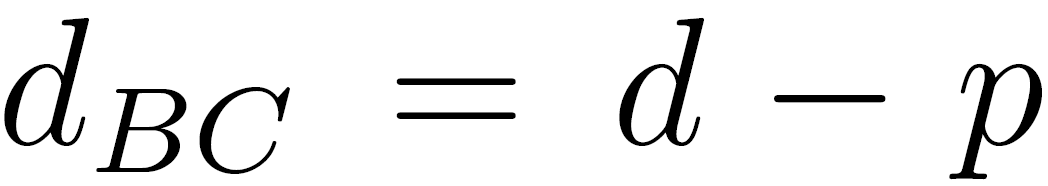 d_{BC} = d - p